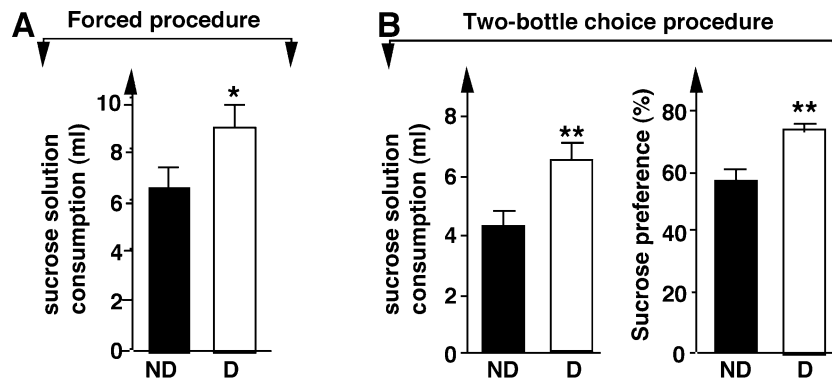 A
Forced procedure
sucrose solution
consumption (ml)
10
8
6
4
2
0
*
ND
D
B
Two-bottle choice procedure
sucrose solution
consumption (ml)
8
6
4
2
0
**
ND
D
Sucrose preference (%)
80
60
40
20
0
**
ND
D